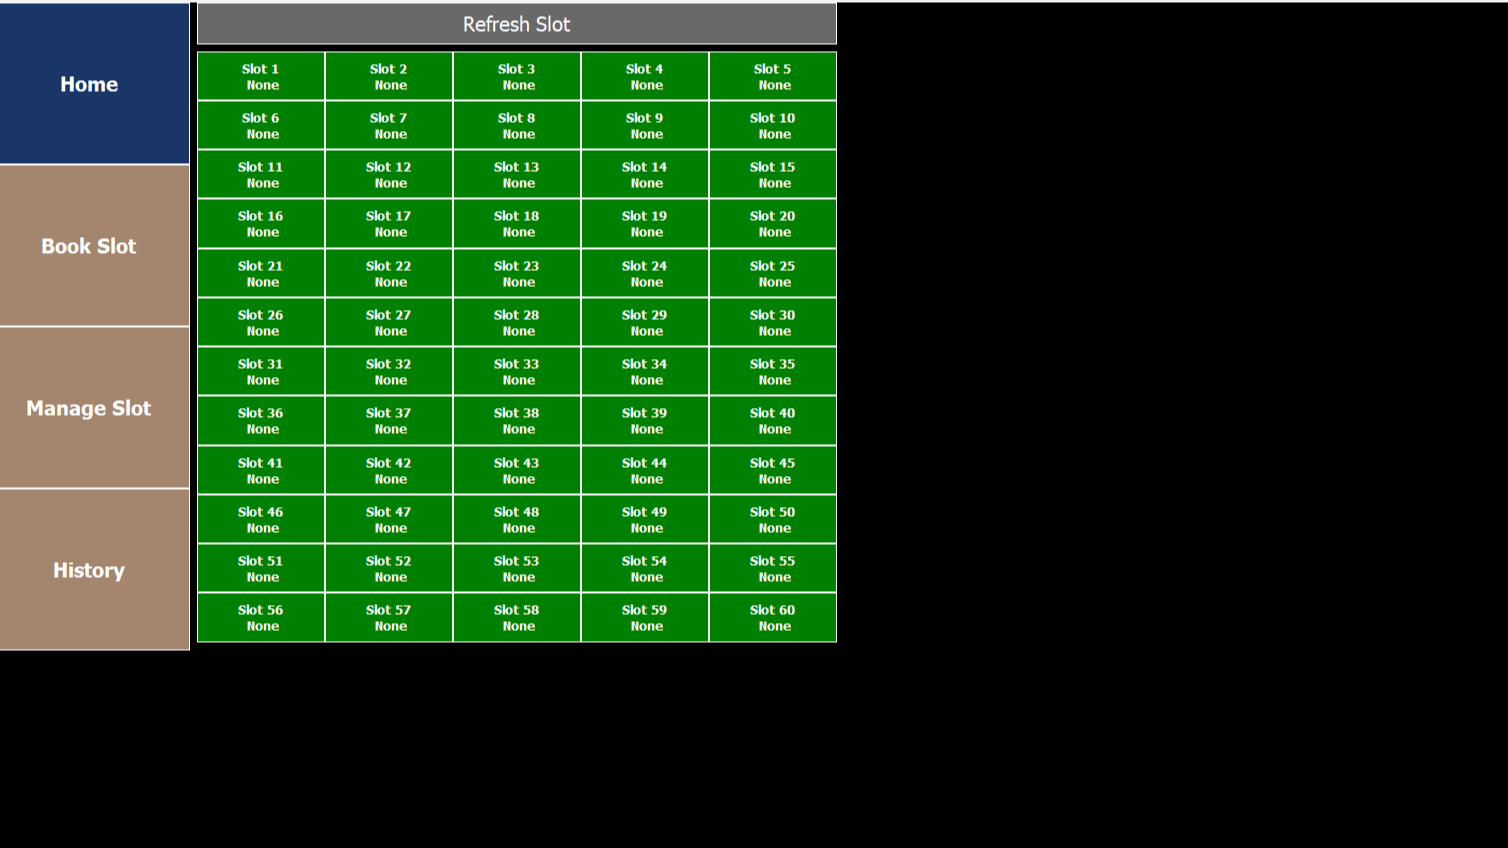 Home
Book Slot
Manage Slot
History
Refresh Slot
Slot 1
None
Slot 2
None
Slot 3
None
Slot 4
None
Slot 5
None
Slot 6
None
Slot 7
None
Slot 8
None
Slot 9
None
Slot 10
None
Slot 11
None
Slot 12
None
Slot 13
None
Slot 14
None
Slot 15
None
Slot 16
None
Slot 17
None
Slot 18
None
Slot 19
None
Slot 20
None
Slot 21
None
Slot 22
None
Slot 23
None
Slot 24
None
Slot 25
None
Slot 26
None
Slot 27
None
Slot 28
None
Slot 29
None
Slot 30
None
Slot 31
None
Slot 32
None
Slot 33
None
Slot 34
None
Slot 35
None
Slot 36
None
Slot 37
None
Slot 38
None
Slot 39
None
Slot 40
None
Slot 41
None
Slot 42
None
Slot 43
None
Slot 44
None
Slot 45
None
Slot 46
None
Slot 47
None
Slot 48
None
Slot 49
None
Slot 50
None
Slot 51
None
Slot 52
None
Slot 53
None
Slot 54
None
Slot 55
None
Slot 56
None
Slot 57
None
Slot 58
None
Slot 59
None
Slot 60
None